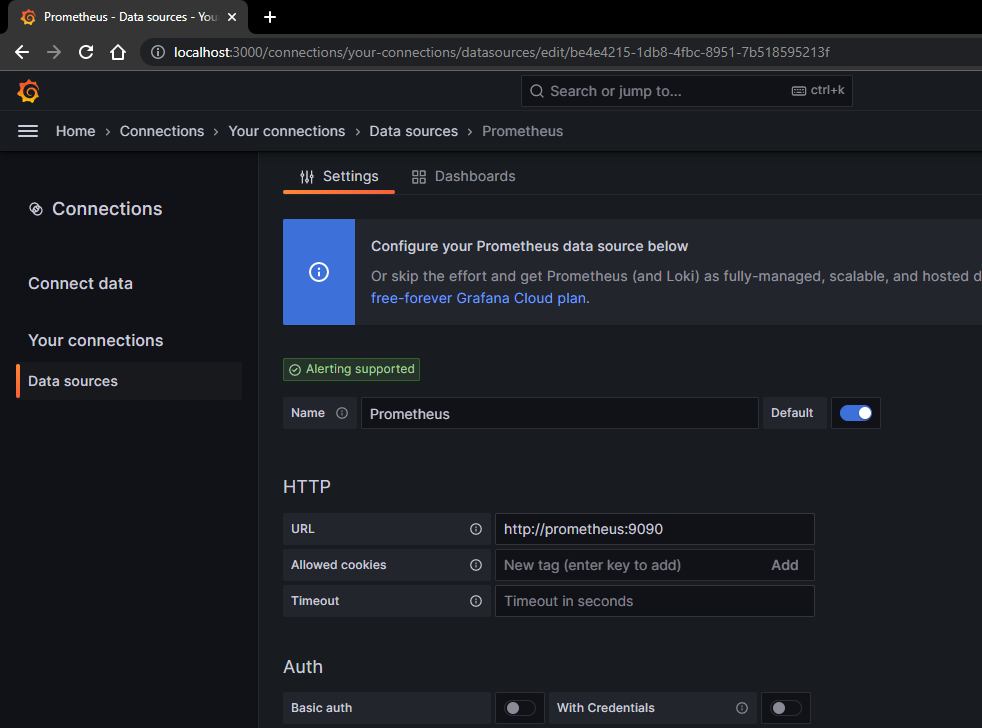 Prometheus - Data sources - You
localhost:3000/connections/your-connections/datasources/edit/be4e4215-1db8-4fbc-8951-7b518595213f
Search or jump to... ctrl+k
Home › Connections › Your connections › Data sources › Prometheus
Settings Dashboards
Connections
Connect data
Your connections
Data sources
Configure your Prometheus data source below
Or skip the effort and get Prometheus (and Loki) as fully-managed, scalable, and hosted d
free-forever Grafana Cloud plan.
Alerting supported
Name Prometheus Default
HTTP
URL http://prometheus:9090
Allowed cookies New tag (enter key to add) Add
Timeout Timeout in seconds
Auth
Basic auth With Credentials